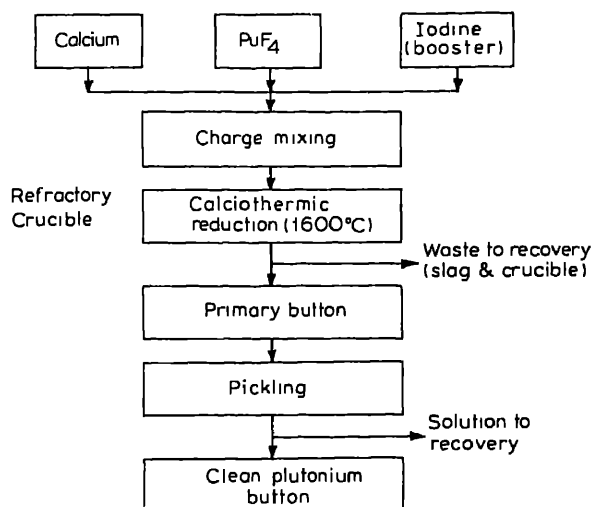 Calcium
PuF4
Iodine
(booster)
Charge mixing
Refractory
Crucible
Calciothermic
reduction (1600°C)
Waste to recovery
(slag & crucible)
Primary button
Pickling
Solution to
recovery
Clean plutonium
button